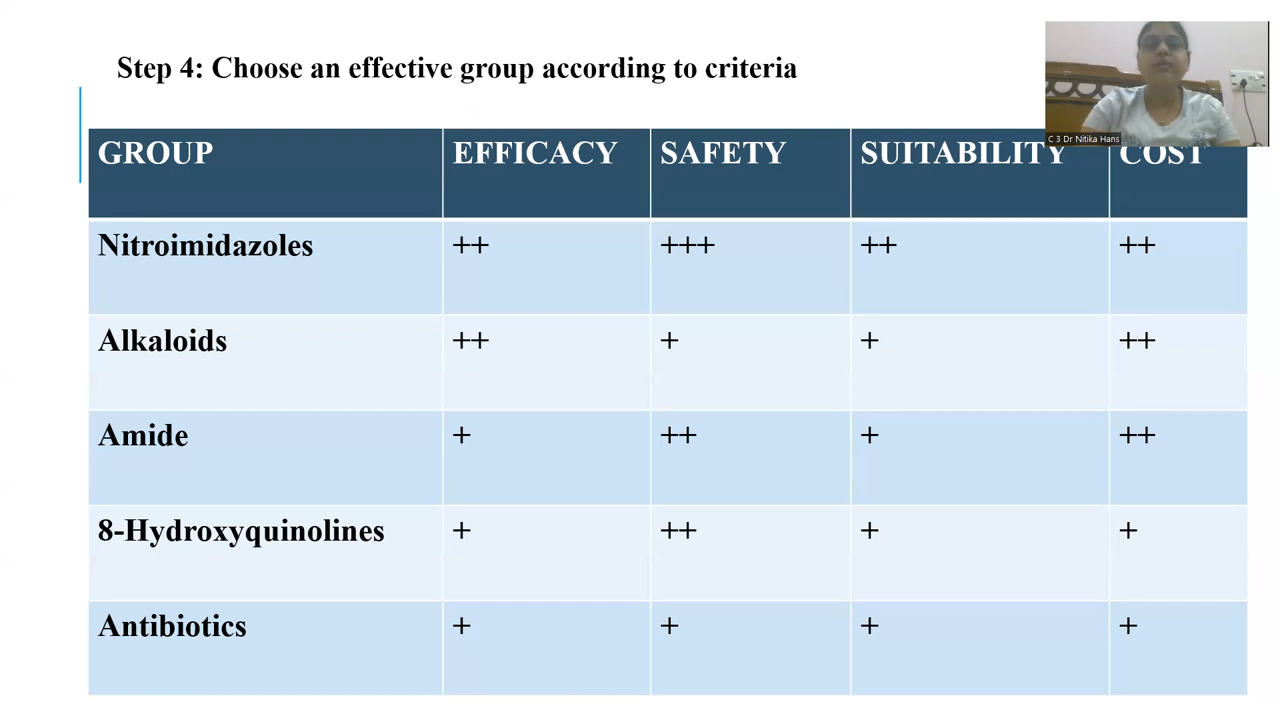 Step 4: Choose an effective group according to criteria
C 3 Dr Nitika Hans
GROUP EFFICACY SAFETY SUITABILITY COST
Nitroimidazoles ++ +++ ++ ++
Alkaloids ++ + + ++
Amide + ++ + ++
8-Hydroxyquinolines + ++ + +
Antibiotics + + + +